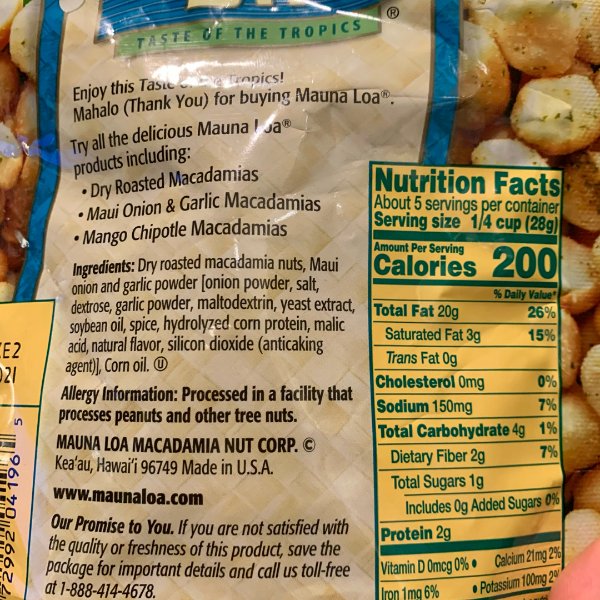 TASTE OF THE TROPICS ®
Enjoy this Taste Tropics!
Mahalo (Thank You) for buying Mauna Loa®.
Try all the delicious Mauna Loa®
products including:
• Dry Roasted Macadamias
• Maui Onion & Garlic Macadamias
• Mango Chipotle Macadamias
Ingredients: Dry roasted macadamia nuts, Maui
onion and garlic powder [onion powder, salt,
dextrose, garlic powder, maltodextrin, yeast extract,
soybean oil, spice, hydrolyzed corn protein, malic
acid, natural flavor, silicon dioxide (anticaking
agent)], Corn oil. Ⓤ
Allergy Information: Processed in a facility that
processes peanuts and other tree nuts.
MAUNA LOA MACADAMIA NUT CORP. ©
Kea'au, Hawai'i 96749 Made in U.S.A.
www.maunaloa.com
Our Promise to You. If you are not satisfied with
the quality or freshness of this product, save the
package for important details and call us toll-free
at 1-888-414-4678.
Nutrition Facts
About 5 servings per container
Serving size 1/4 cup (28g)
Amount Per Serving
Calories 200
% Daily Value*
Total Fat 20g 26%
Saturated Fat 3g 15%
Trans Fat 0g
Cholesterol 0mg 0%
Sodium 150mg 7%
Total Carbohydrate 4g 1%
Dietary Fiber 2g 7%
Total Sugars 1g
Includes 0g Added Sugars 0%
Protein 2g
Vitamin D 0mcg 0% • Calcium 21mg 2%
Iron 1mg 6% • Potassium 100mg 2%
E2
021
72992 04196 5